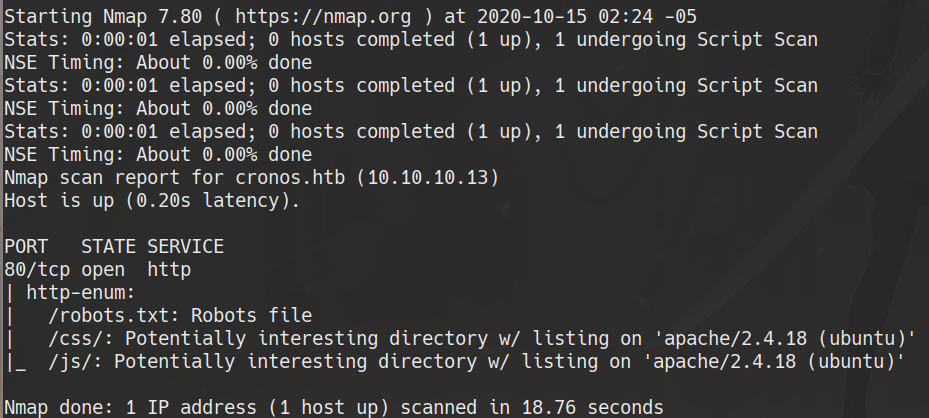 Starting Nmap 7.80 ( https://nmap.org ) at 2020-10-15 02:24 -05
Stats: 0:00:01 elapsed; 0 hosts completed (1 up), 1 undergoing Script Scan
NSE Timing: About 0.00% done
Stats: 0:00:01 elapsed; 0 hosts completed (1 up), 1 undergoing Script Scan
NSE Timing: About 0.00% done
Stats: 0:00:01 elapsed; 0 hosts completed (1 up), 1 undergoing Script Scan
NSE Timing: About 0.00% done
Nmap scan report for cronos.htb (10.10.10.13)
Host is up (0.20s latency).

PORT   STATE SERVICE
80/tcp open  http
| http-enum:
|   /robots.txt: Robots file
|   /css/: Potentially interesting directory w/ listing on 'apache/2.4.18 (ubuntu)'
|_  /js/: Potentially interesting directory w/ listing on 'apache/2.4.18 (ubuntu)'

Nmap done: 1 IP address (1 host up) scanned in 18.76 seconds